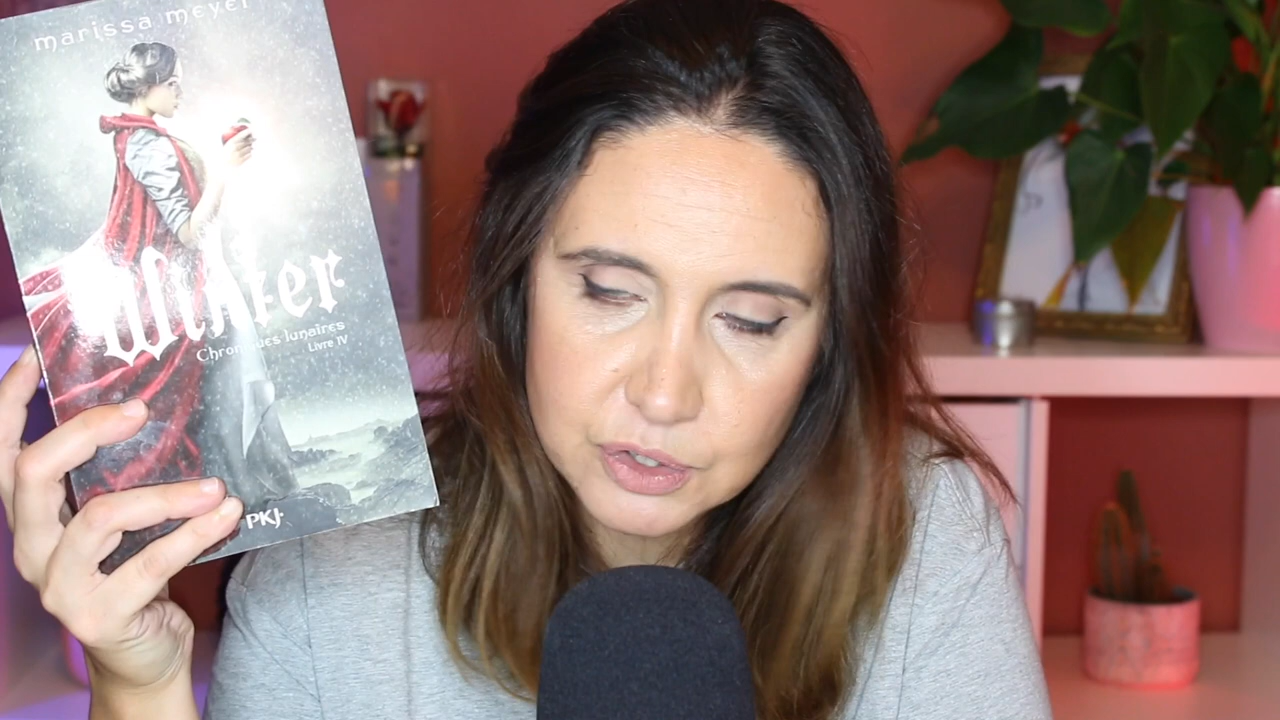 marissa meyer
Winter
Chroniques lunaires
Livre IV
PKJ.